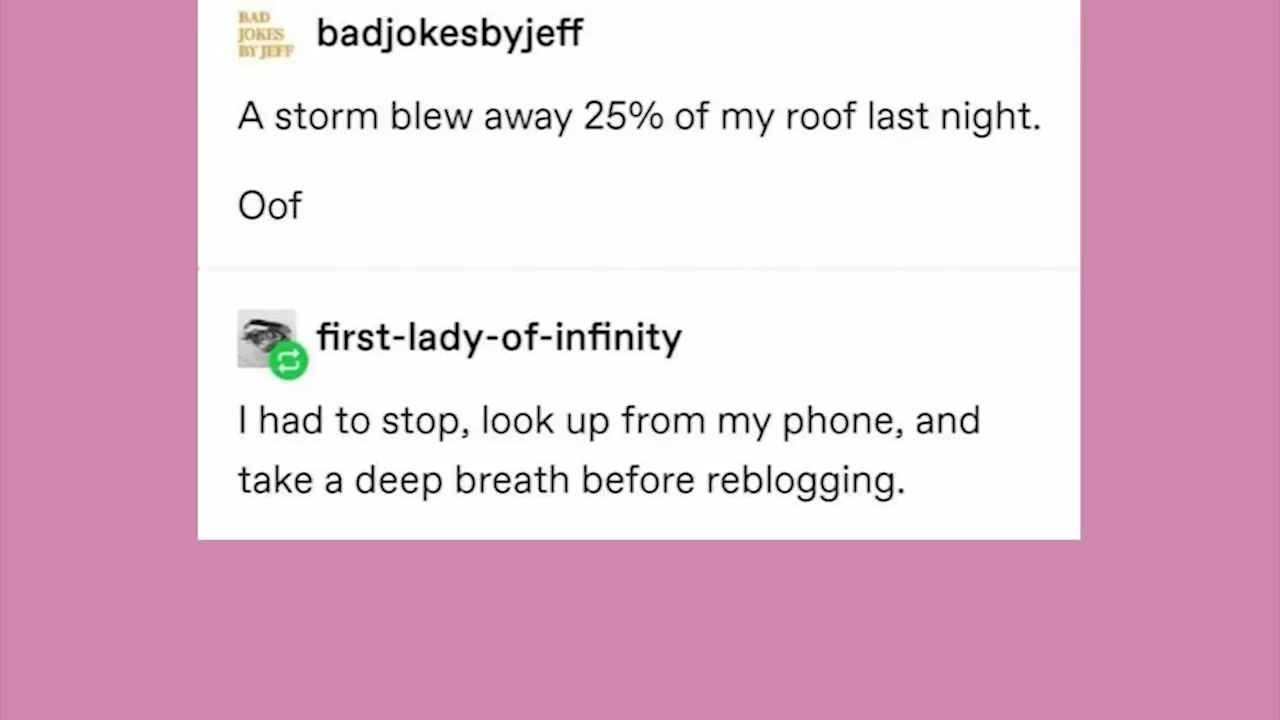 BAD
JOKES
BY JEFF
badjokesbyjeff
A storm blew away 25% of my roof last night.
Oof
first-lady-of-infinity
I had to stop, look up from my phone, and
take a deep breath before reblogging.